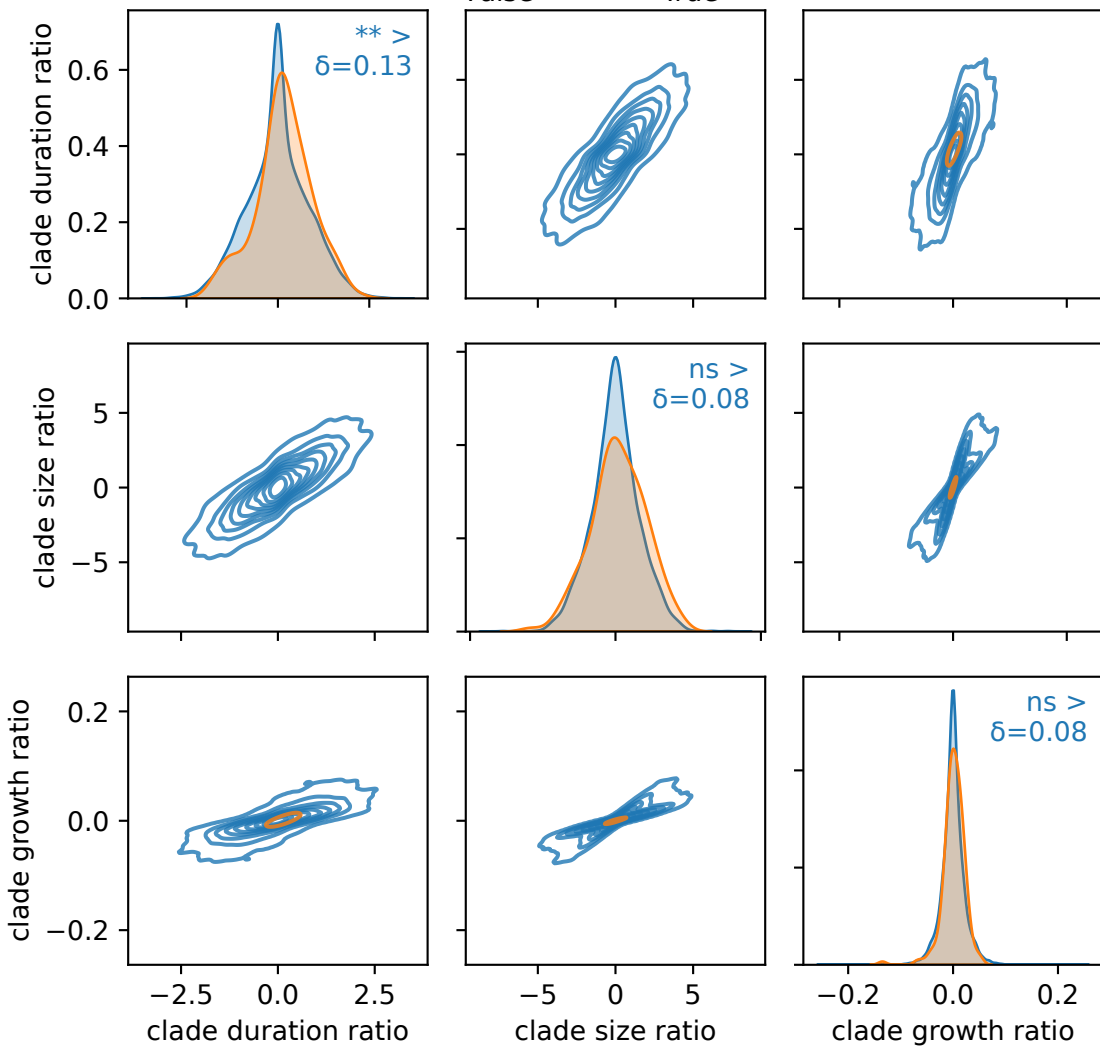 ** >
δ=0.13
clade duration ratio
0.6
0.4
0.2
0.0
ns >
δ=0.08
clade size ratio
5
0
−5
ns >
δ=0.08
clade growth ratio
0.2
0.0
−0.2
−2.5 0.0 2.5 −5 0 5 −0.2 0.0 0.2
clade duration ratio clade size ratio clade growth ratio